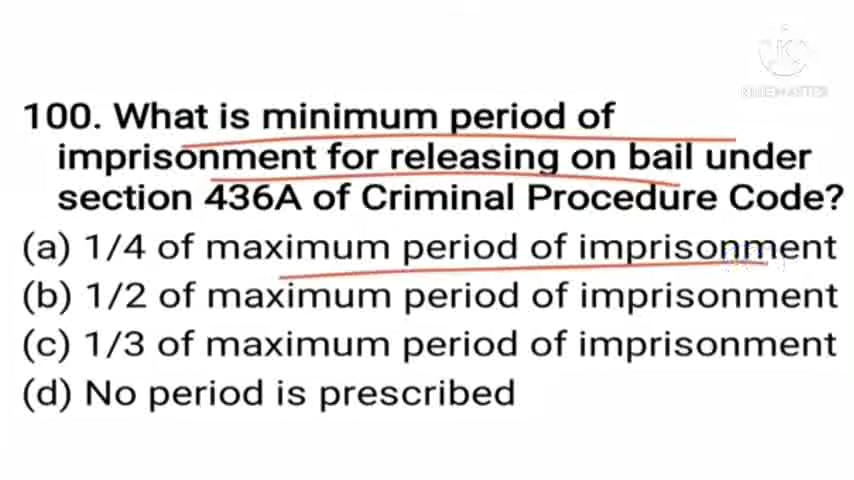 KINEMASTER
100. What is minimum period of
imprisonment for releasing on bail under
section 436A of Criminal Procedure Code?
(a) 1/4 of maximum period of imprisonment
(b) 1/2 of maximum period of imprisonment
(c) 1/3 of maximum period of imprisonment
(d) No period is prescribed